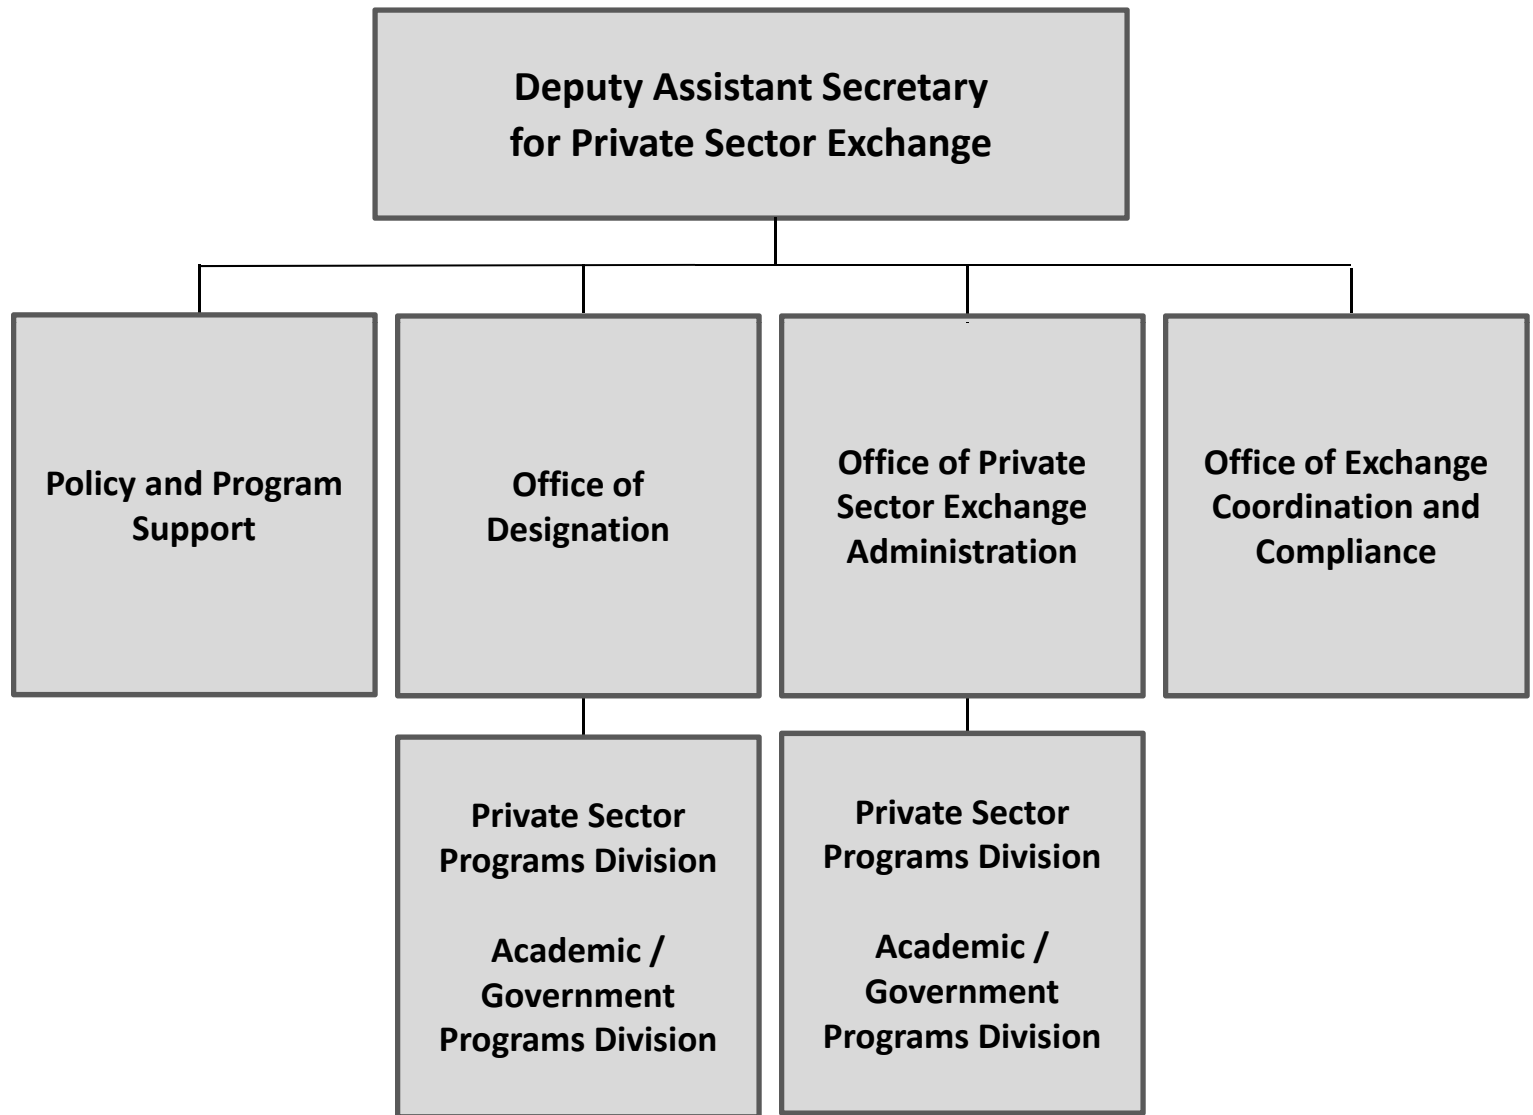 Deputy Assistant Secretary
for Private Sector Exchange
Policy and Program
Support
Office of
Designation
Office of Private
Sector Exchange
Administration
Office of Exchange
Coordination and
Compliance
Private Sector
Programs Division
Academic /
Government
Programs Division
Private Sector
Programs Division
Academic /
Government
Programs Division